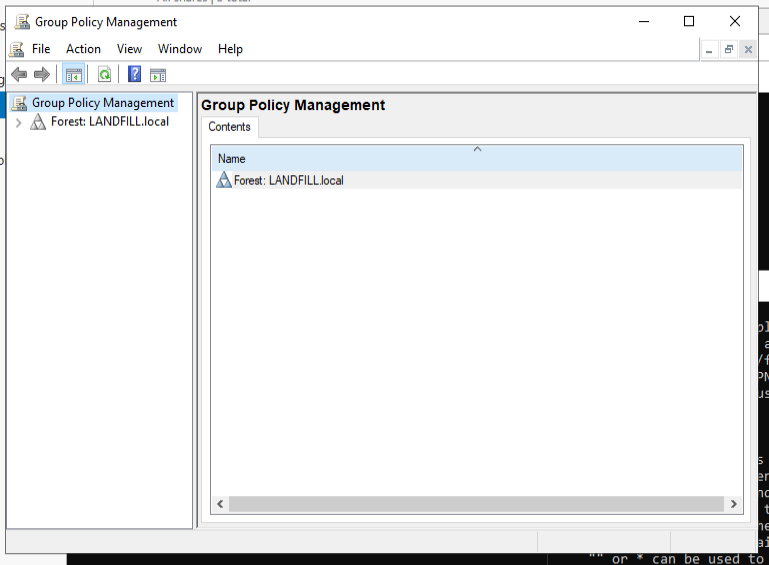 Group Policy Management
File Action View Window Help
Group Policy Management
Forest: LANDFILL.local
Group Policy Management
Contents
Name
Forest: LANDFILL.local
"" or * can be used to